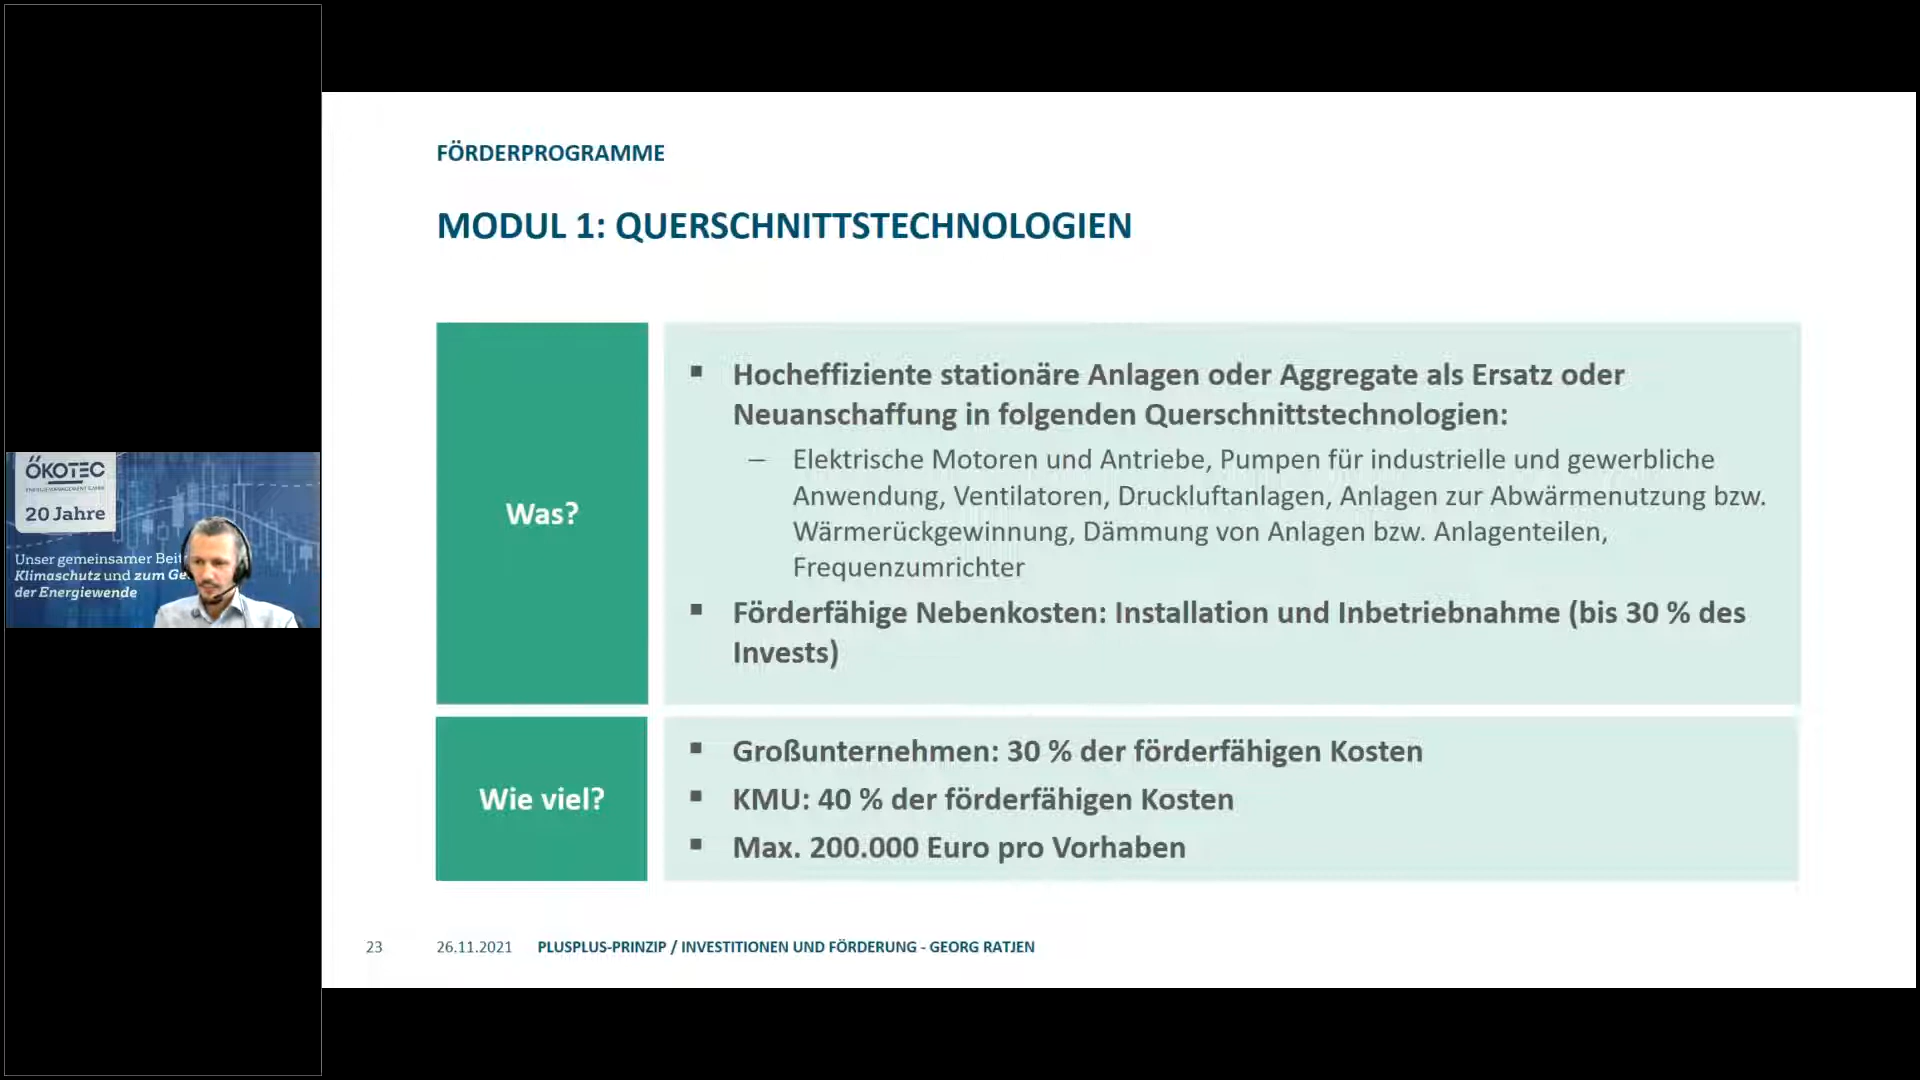 FÖRDERPROGRAMME
MODUL 1: QUERSCHNITTSTECHNOLOGIEN
Was?
▪ Hocheffiziente stationäre Anlagen oder Aggregate als Ersatz oder
Neuanschaffung in folgenden Querschnittstechnologien:
– Elektrische Motoren und Antriebe, Pumpen für industrielle und gewerbliche
Anwendung, Ventilatoren, Druckluftanlagen, Anlagen zur Abwärmenutzung bzw.
Wärmerückgewinnung, Dämmung von Anlagen bzw. Anlagenteilen,
Frequenzumrichter
▪ Förderfähige Nebenkosten: Installation und Inbetriebnahme (bis 30 % des
Invests)
Wie viel?
▪ Großunternehmen: 30 % der förderfähigen Kosten
▪ KMU: 40 % der förderfähigen Kosten
▪ Max. 200.000 Euro pro Vorhaben
23 26.11.2021 PLUSPLUS-PRINZIP / INVESTITIONEN UND FÖRDERUNG - GEORG RATJEN
ÖKOTEC
ENERGIEMANAGEMENT GMBH
20 Jahre
Unser gemeinsamer Beit
Klimaschutz und zum Ge
der Energiewende